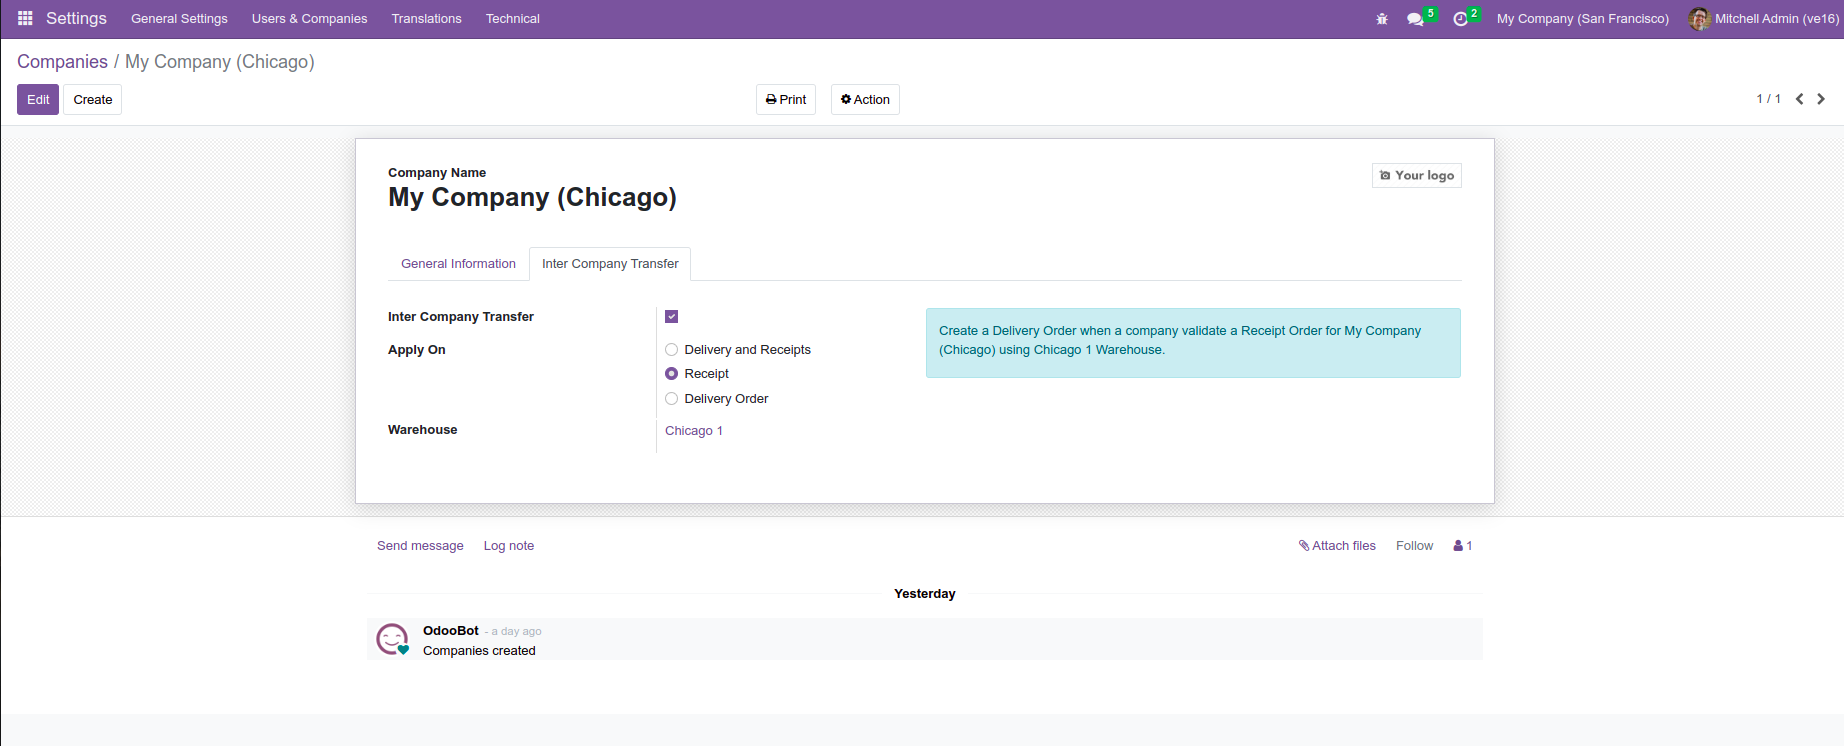 Settings General Settings Users & Companies Translations Technical 5 2 My Company (San Francisco) Mitchell Admin (ve16)
Companies / My Company (Chicago)
Edit Create Print Action 1 / 1
Company Name
Your logo
My Company (Chicago)
General Information Inter Company Transfer
Inter Company Transfer
Apply On
Delivery and Receipts
Receipt
Delivery Order
Warehouse Chicago 1
Create a Delivery Order when a company validate a Receipt Order for My Company
(Chicago) using Chicago 1 Warehouse.
Send message Log note Attach files Follow 1
Yesterday
OdooBot - a day ago
Companies created